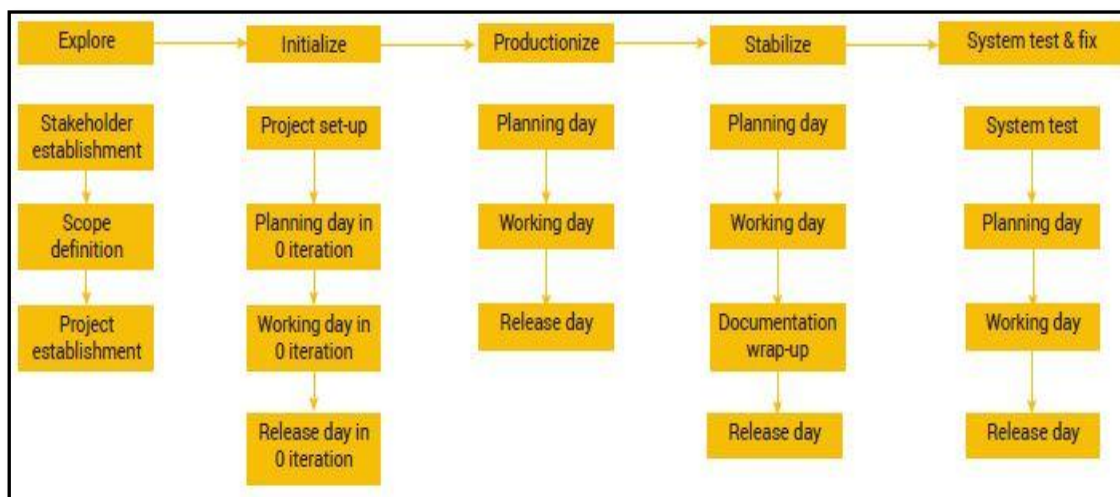 Explore
Initialize
Productionize
Stabilize
System test & fix
Stakeholder
establishment
Scope
definition
Project
establishment
Project set-up
Planning day in
0 iteration
Working day in
0 iteration
Release day in
0 iteration
Planning day
Working day
Release day
Planning day
Working day
Documentation
wrap-up
Release day
System test
Planning day
Working day
Release day